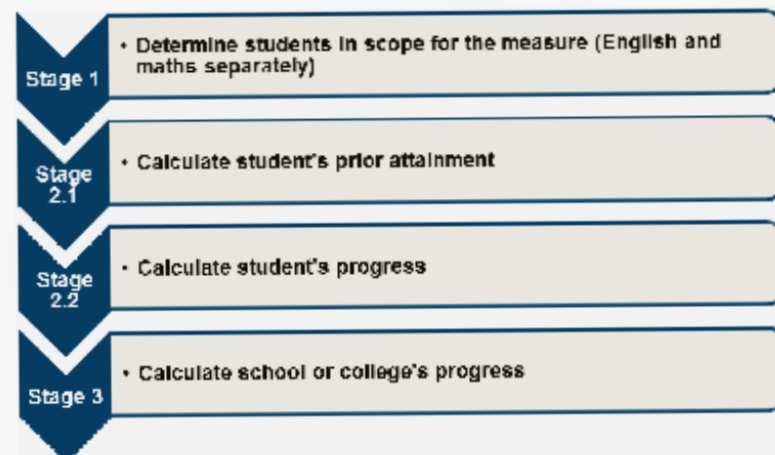 Stage 1
• Determine students in scope for the measure (English and
maths separately)
Stage
2.1
• Calculate student's prior attainment
Stage
2.2
• Calculate student's progress
Stage 3
• Calculate school or college's progress